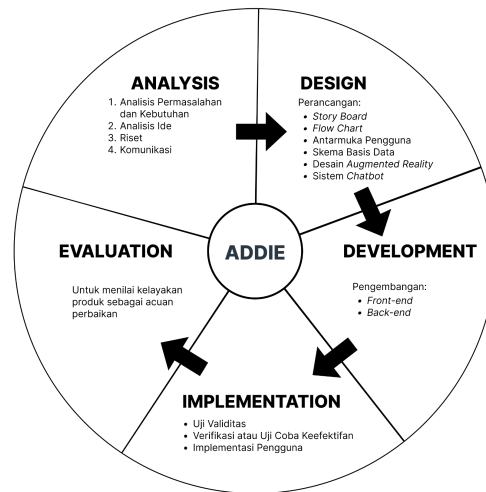 ANALYSIS
1. Analisis Permasalahan
dan Kebutuhan
2. Analisis Ide
3. Riset
4. Komunikasi
DESIGN
Perancangan:
• Story Board
• Flow Chart
• Antarmuka Pengguna
• Skema Basis Data
• Desain Augmented Reality
• Sistem Chatbot
EVALUATION
Untuk menilai kelayakan
produk sebagai acuan
perbaikan
ADDIE
DEVELOPMENT
Pengembangan:
• Front-end
• Back-end
IMPLEMENTATION
• Uji Validitas
• Verifikasi atau Uji Coba Keefektifan
• Implementasi Pengguna